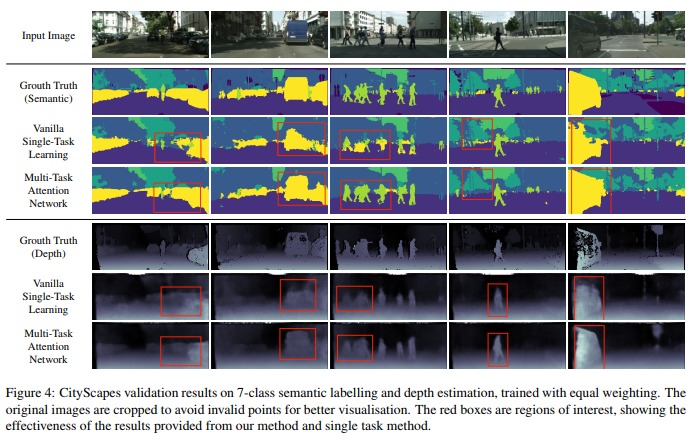 Input Image
Grouth Truth
(Semantic)
Vanilla
Single-Task
Learning
Multi-Task
Attention
Network
Grouth Truth
(Depth)
Vanilla
Single-Task
Learning
Multi-Task
Attention
Network
Figure 4: CityScapes validation results on 7-class semantic labelling and depth estimation, trained with equal weighting. The
original images are cropped to avoid invalid points for better visualisation. The red boxes are regions of interest, showing the
effectiveness of the results provided from our method and single task method.